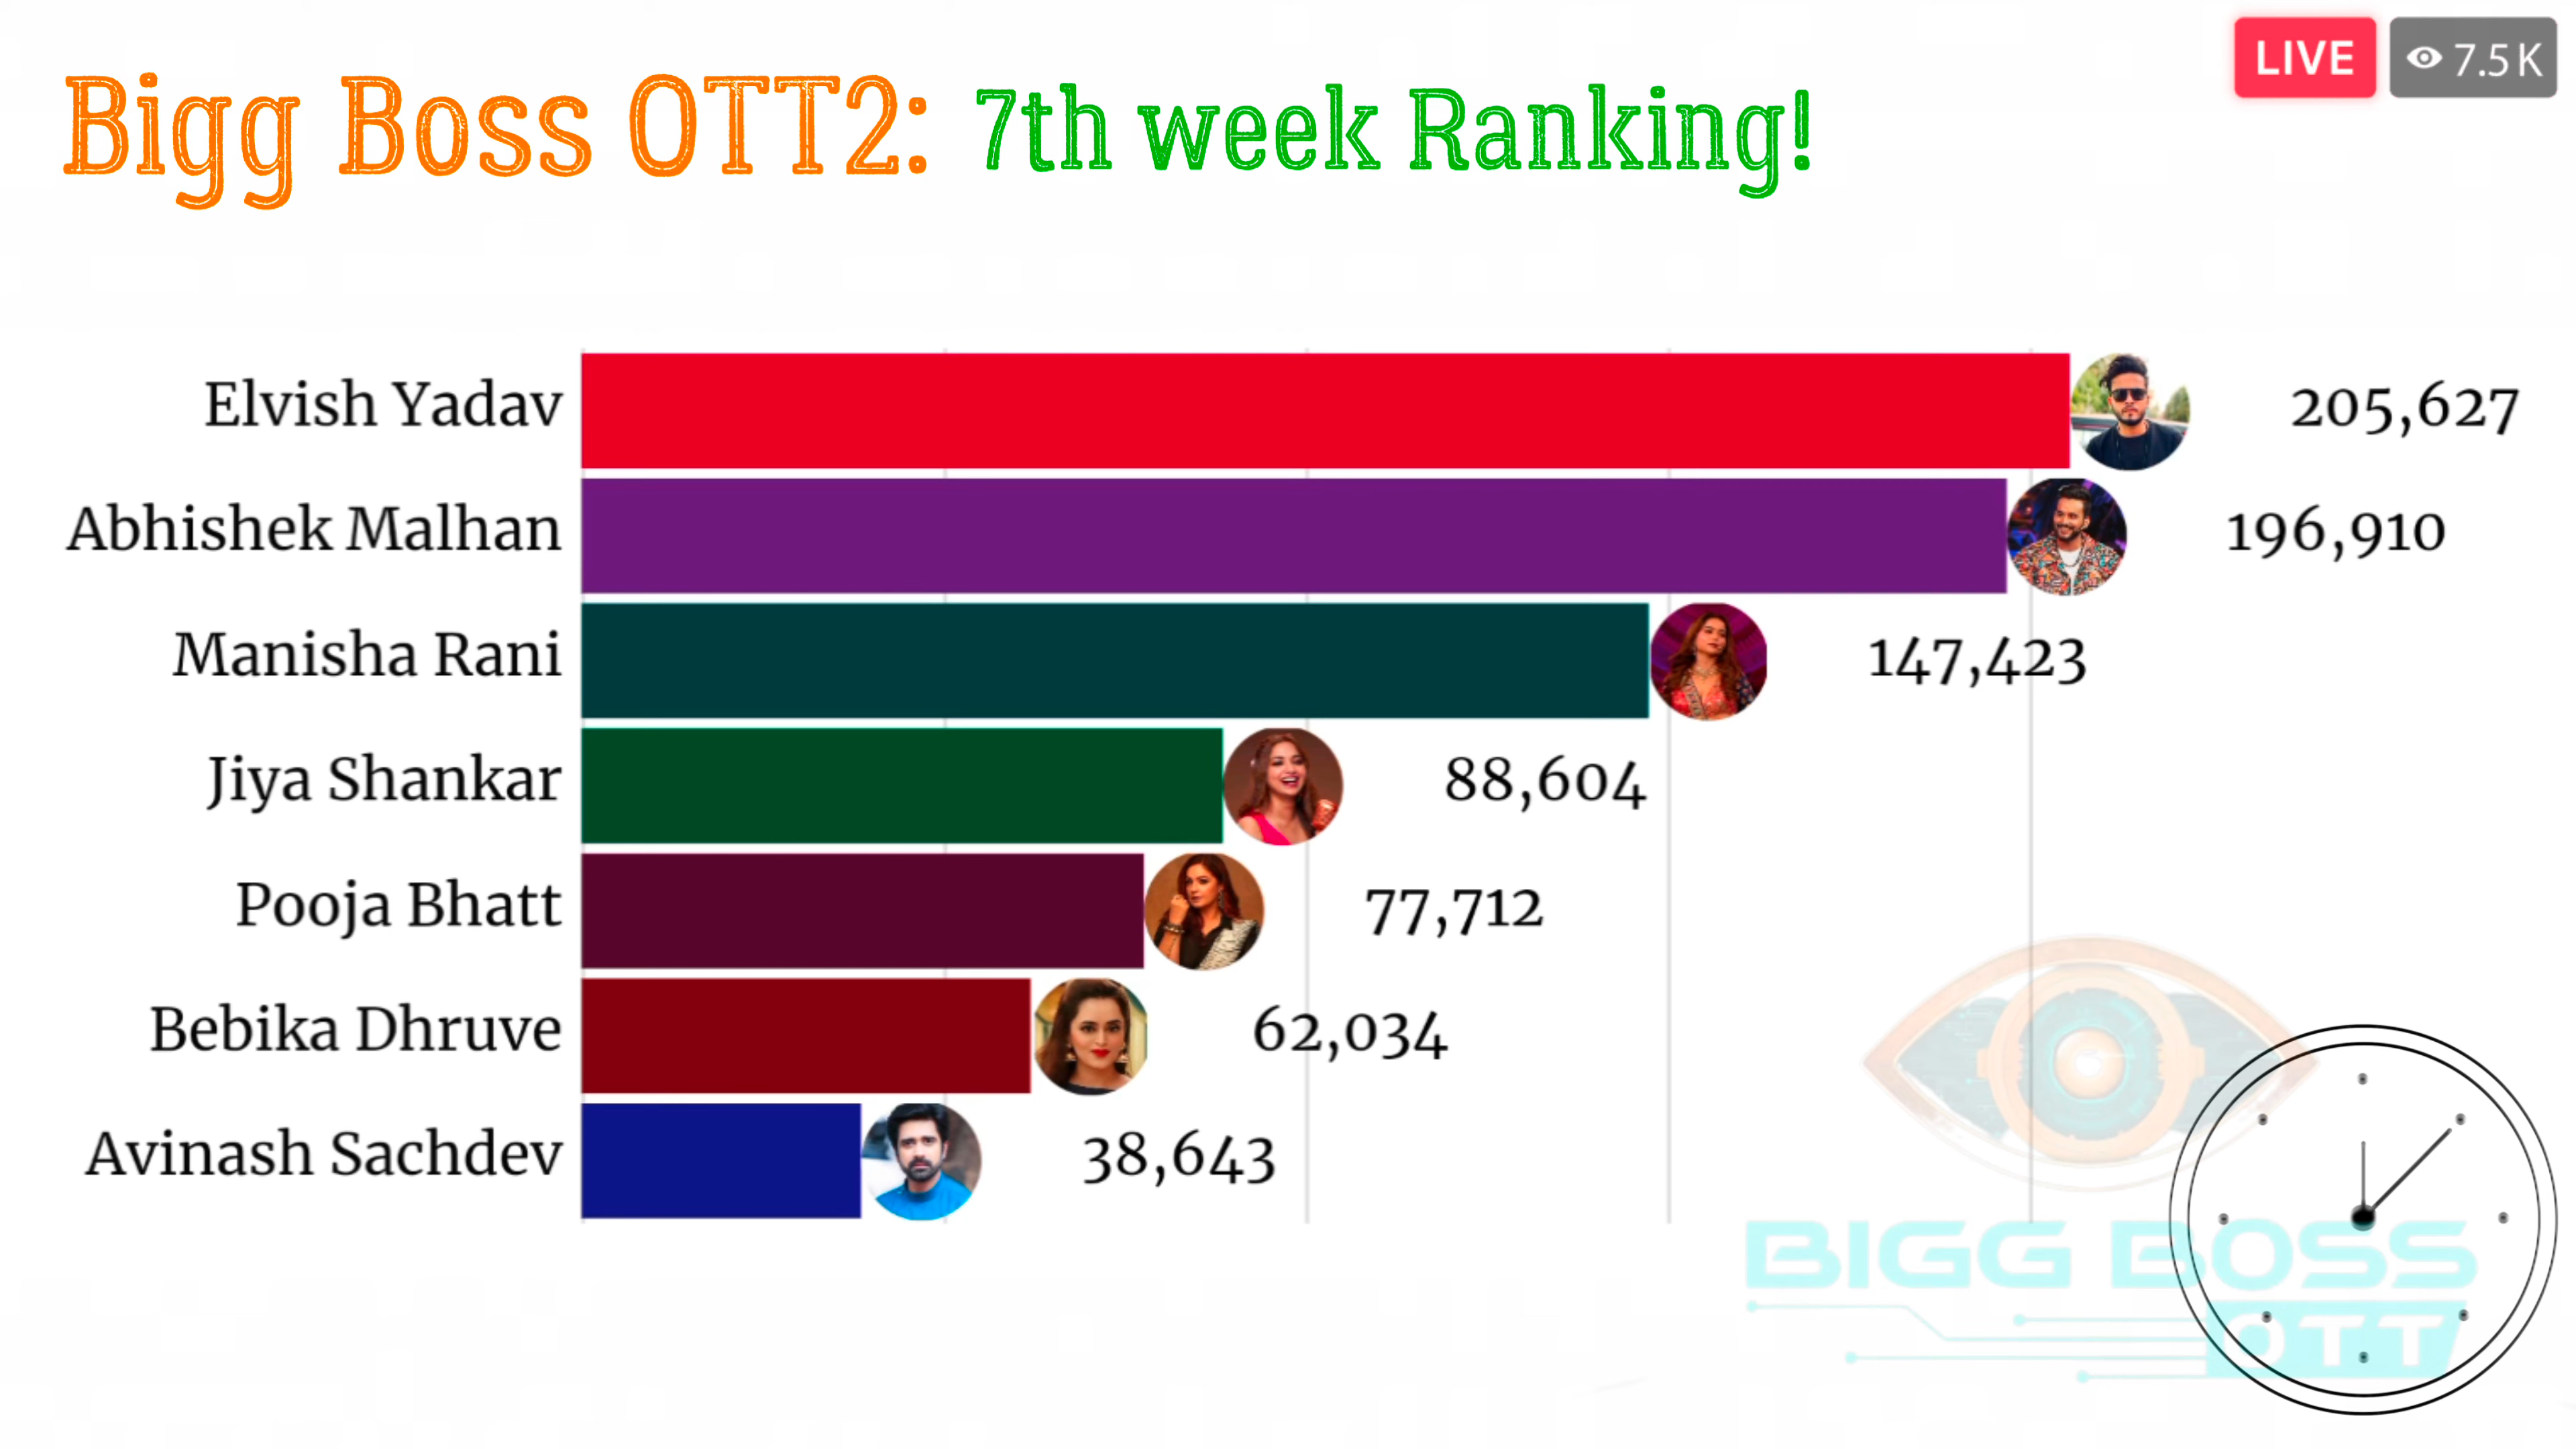 LIVE 7.5K
Bigg Boss OTT2: 7th week Ranking!
Elvish Yadav 205,627
Abhishek Malhan 196,910
Manisha Rani 147,423
Jiya Shankar 88,604
Pooja Bhatt 77,712
Bebika Dhruve 62,034
Avinash Sachdev 38,643
BIGG BOSS
OTT